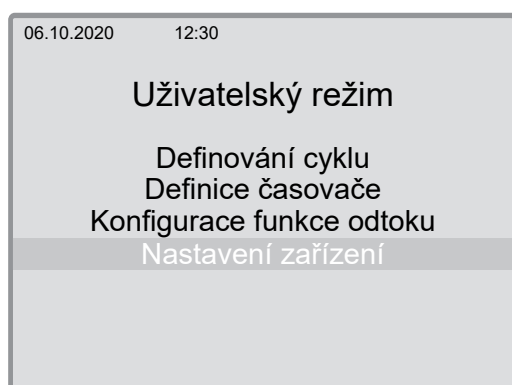 06.10.2020 12:30
Uživatelský režim
Definování cyklu
Definice časovače
Konfigurace funkce odtoku
Nastavení zařízení